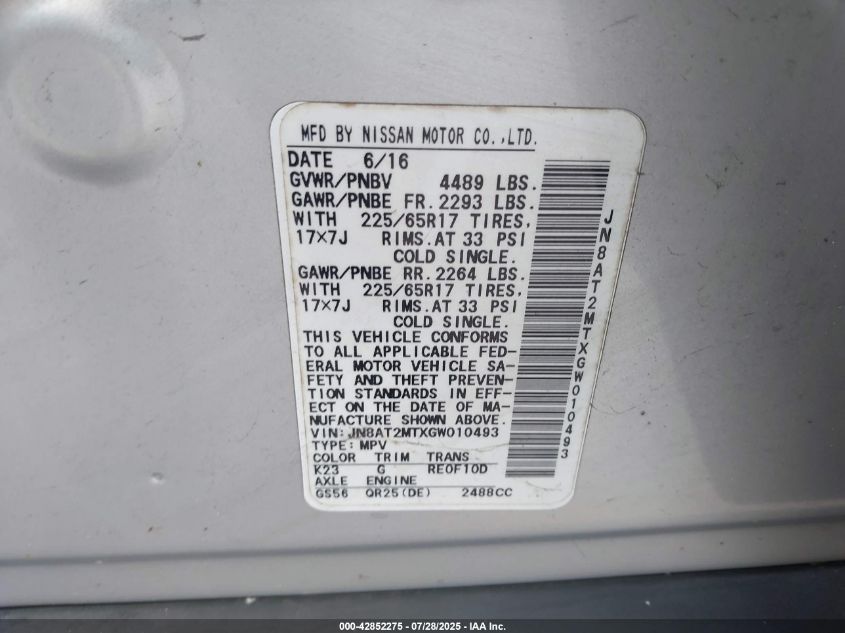 MFD BY NISSAN MOTOR CO.,LTD.
DATE 6/16
GVWR/PNBV 4489 LBS.
GAWR/PNBE FR. 2293 LBS.
WITH 225/65R17 TIRES,
17×7J RIMS. AT 33 PSI
COLD SINGLE.
GAWR/PNBE RR. 2264 LBS.
WITH 225/65R17 TIRES,
17×7J RIMS. AT 33 PSI
COLD SINGLE.
THIS VEHICLE CONFORMS
TO ALL APPLICABLE FED-
ERAL MOTOR VEHICLE SA-
FETY AND THEFT PREVEN-
TION STANDARDS IN EFF-
ECT ON THE DATE OF MA-
NUFACTURE SHOWN ABOVE.
VIN: JN8AT2MTXGW010493
TYPE: MPV
COLOR TRIM TRANS
K23 G RE0F10D
AXLE ENGINE
GS56 QR25(DE) 2488CC
JN8AT2MTXGW010493
000-42852275 - 07/28/2025 - IAA Inc.